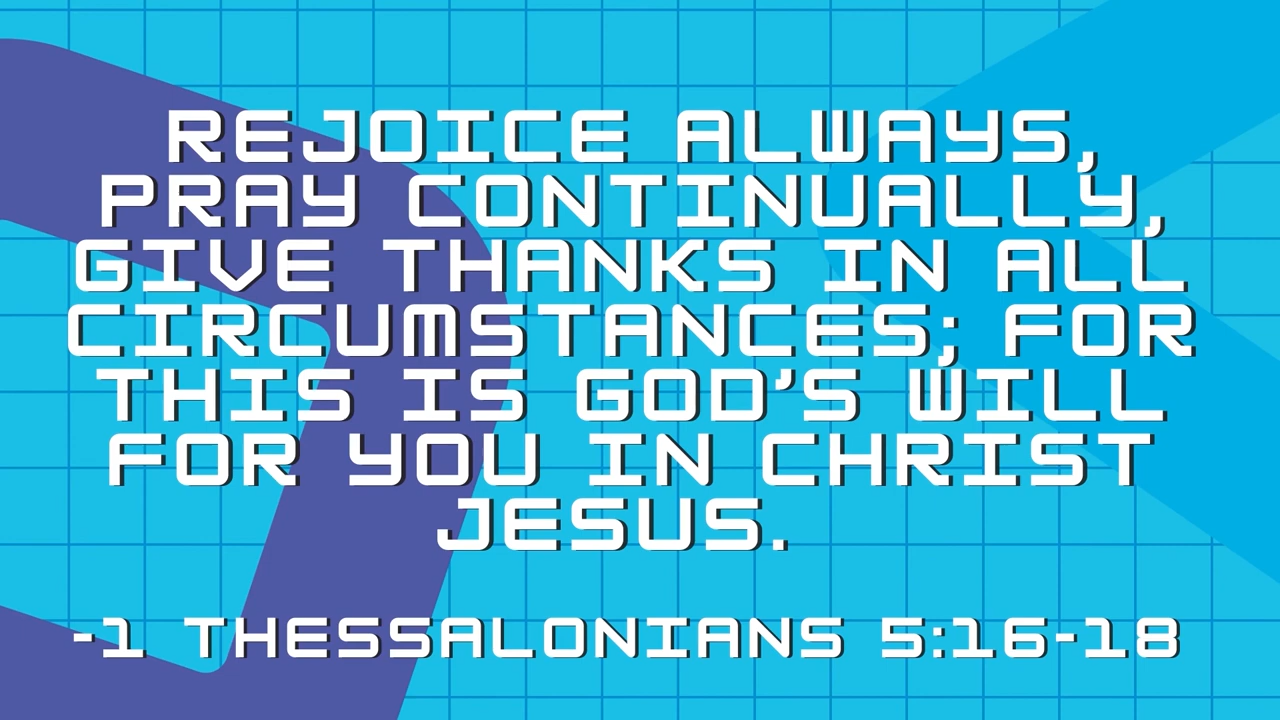 REJOICE ALWAYS,
PRAY CONTINUALLY,
GIVE THANKS IN ALL
CIRCUMSTANCES; FOR
THIS IS GOD'S WILL
FOR YOU IN CHRIST
JESUS.
-1 THESSALONIANS 5:16-18